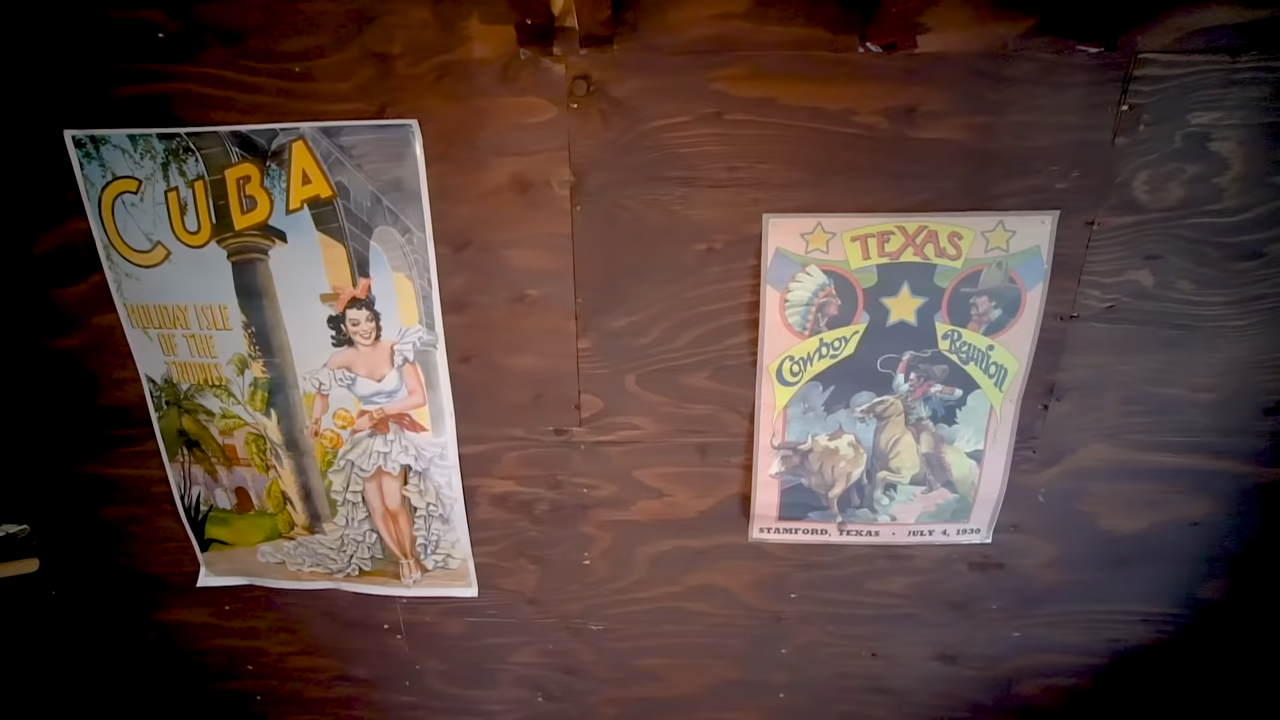 CUBA
HOLIDAY ISLE
OF THE
TROPICS
TEXAS
Cowboy Reunion
STAMFORD, TEXAS • JULY 4, 1930